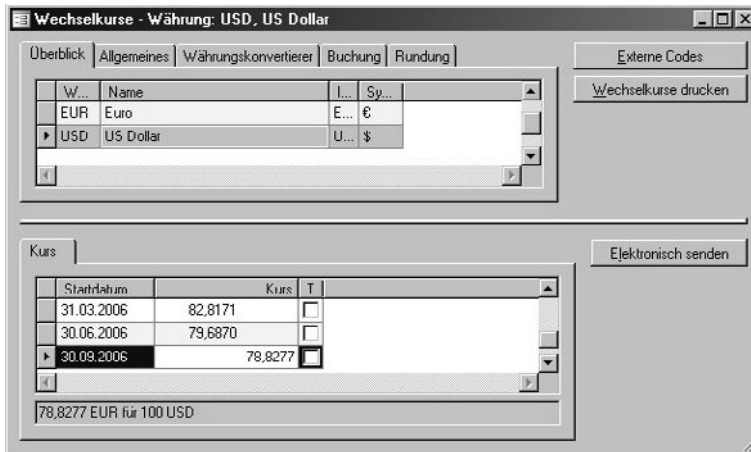 Wechselkurse - Währung: USD, US Dollar
Überblick Allgemeines Währungskonvertierer Buchung Rundung
Externe Codes
Wechselkurse drucken
W... Name I... Sy...
EUR Euro E... €
USD US Dollar U... $
Kurs
Elektronisch senden
Startdatum Kurs T
31.03.2006 82,8171
30.06.2006 79,6870
30.09.2006 78,8277
78,8277 EUR für 100 USD